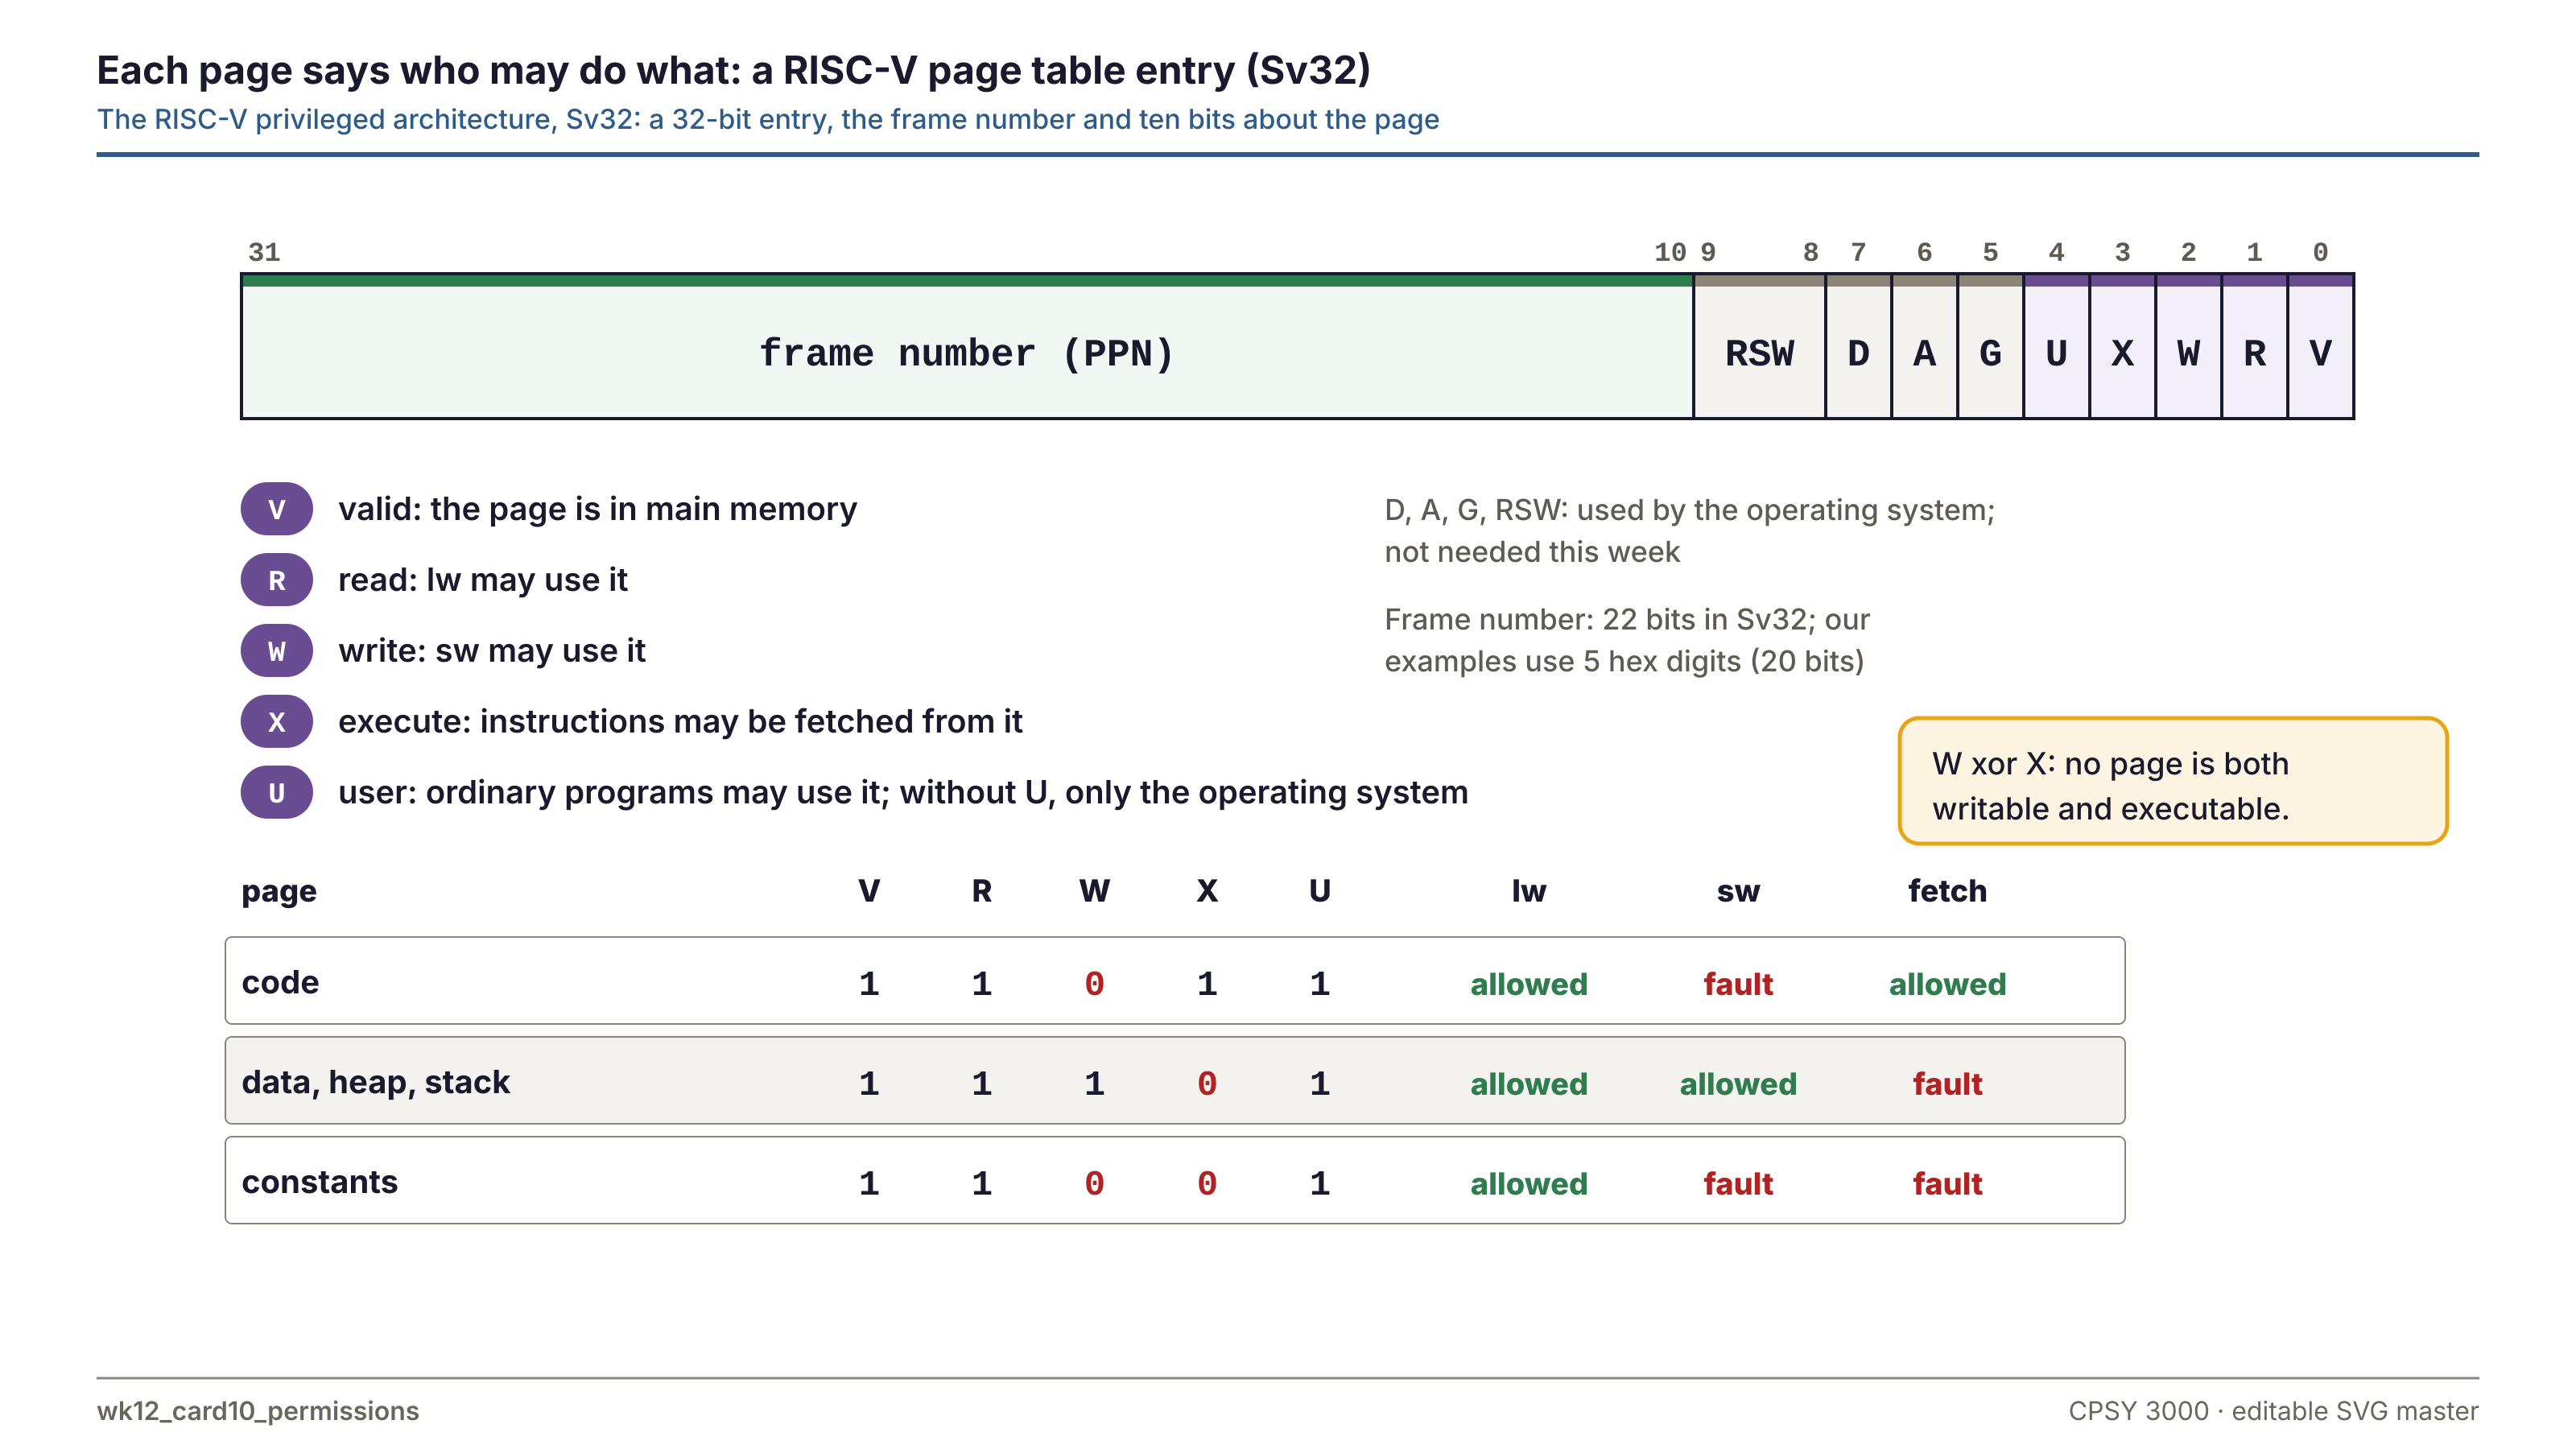 Each page says who may do what: a RISC-V page table entry (Sv32)
The RISC-V privileged architecture, Sv32: a 32-bit entry, the frame number and ten bits about the page
31 10 9 8 7 6 5 4 3 2 1 0
frame number (PPN) RSW D A G U X W R V
V valid: the page is in main memory
R read: lw may use it
W write: sw may use it
X execute: instructions may be fetched from it
U user: ordinary programs may use it; without U, only the operating system
D, A, G, RSW: used by the operating system;
not needed this week
Frame number: 22 bits in Sv32; our
examples use 5 hex digits (20 bits)
W xor X: no page is both
writable and executable.
page V R W X U lw sw fetch
code 1 1 0 1 1 allowed fault allowed
data, heap, stack 1 1 1 0 1 allowed allowed fault
constants 1 1 0 0 1 allowed fault fault
wk12_card10_permissions
CPSY 3000 · editable SVG master